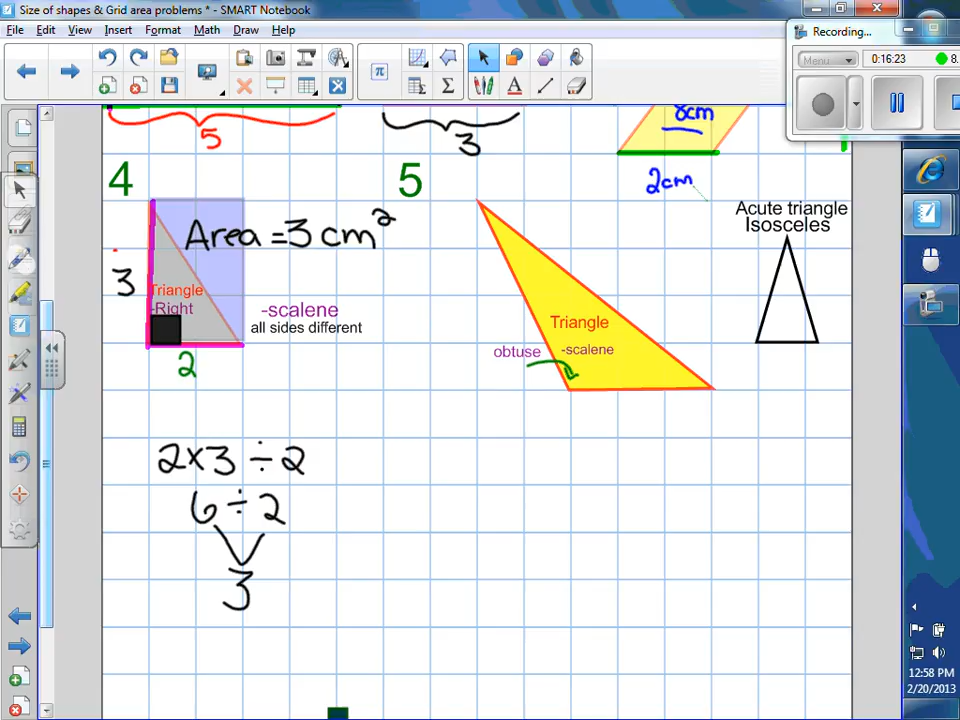 Size of shapes & Grid area problems * - SMART Notebook
File Edit View Insert Format Math Draw Help
Recording...
Menu
0:16:23
8.
5
3
8cm
2cm
4
5
Area = 3 cm²
3
Triangle
-Right
2
-scalene
all sides different
Triangle
-scalene
obtuse
Acute triangle
Isosceles
2x3 ÷ 2
6 ÷ 2
3
12:58 PM
2/20/2013